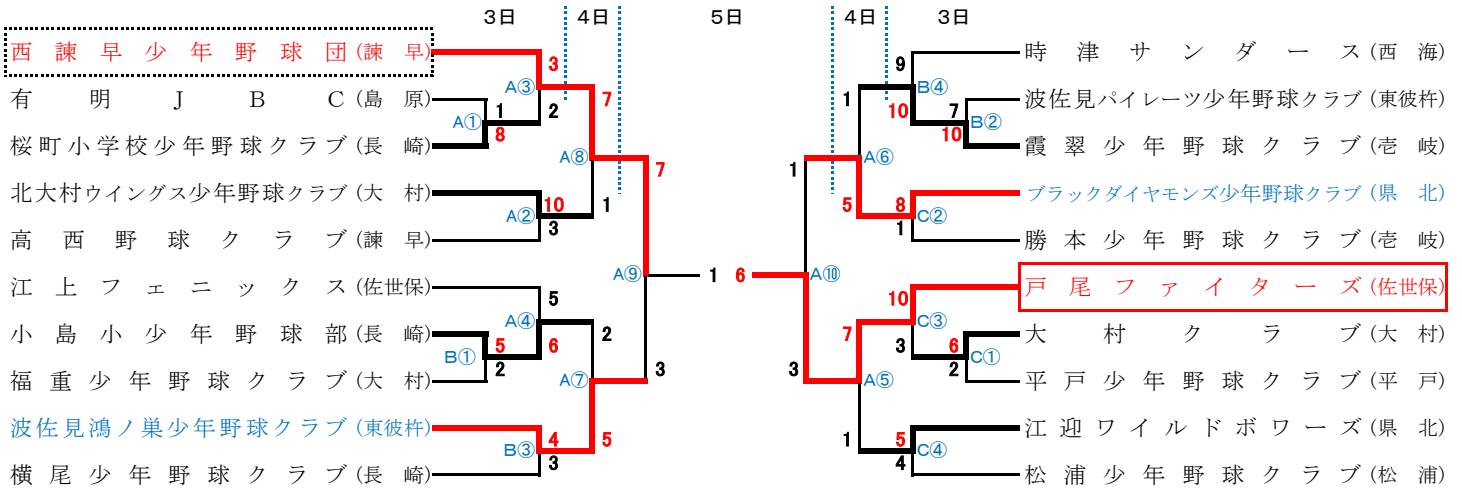 3日 4日 5日 4日 3日
西諫早少年野球団(諫早) 3 9 時津サンダース(西海)
A③ 7 1 B④
有明JBC(島原) 1 2 10 7 波佐見パイレーツ少年野球クラブ(東彼杵)
A① 8 10 B②
桜町小学校少年野球クラブ(長崎) 霞翠少年野球クラブ(壱岐)
A⑧ 7 1 A⑥
北大村ウイングス少年野球クラブ(大村) 10 1 5 8 ブラックダイヤモンズ少年野球クラブ(県北)
A② 3 1 C②
高西野球クラブ(諫早) 勝本少年野球クラブ(壱岐)
A⑨ 1 6 A⑩
江上フェニックス(佐世保) 5 10 戸尾ファイターズ(佐世保)
A④ C③
小島小少年野球部(長崎) 5 6 2 7 3 6 大村クラブ(大村)
B① 2 2 C①
福重少年野球クラブ(大村) A⑦ 3 3 A⑤ 平戸少年野球クラブ(平戸)
波佐見鴻ノ巣少年野球クラブ(東彼杵) 4 5 1 5 江迎ワイルドボワーズ(県北)
B③ 3 4 C④
横尾少年野球クラブ(長崎) 松浦少年野球クラブ(松浦)